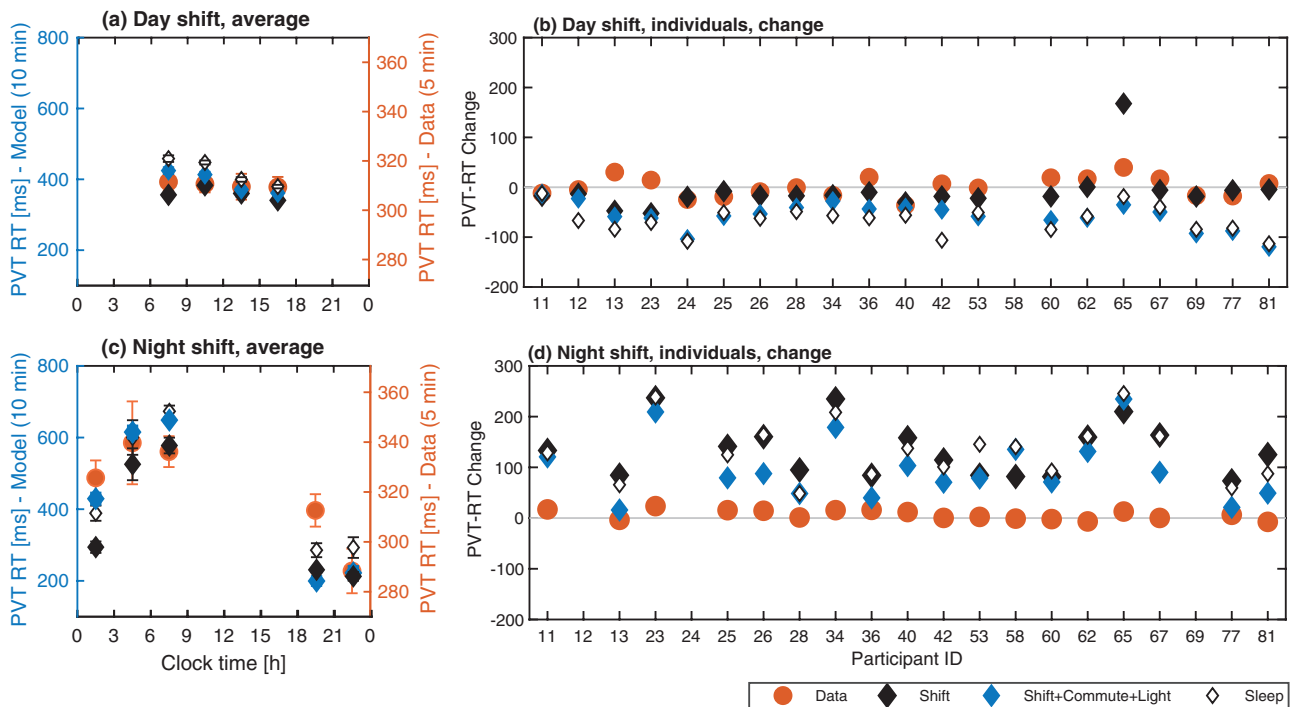 (a) Day shift, average
800
600
400
200
PVT RT [ms] - Model (10 min)
360
340
320
300
280
PVT RT [ms] - Data (5 min)
0 3 6 9 12 15 18 21 0
(b) Day shift, individuals, change
300
200
100
0
-100
-200
PVT-RT Change
11 12 13 23 24 25 26 28 34 36 40 42 53 58 60 62 65 67 69 77 81
(c) Night shift, average
800
600
400
200
PVT RT [ms] - Model (10 min)
360
340
320
300
280
PVT RT [ms] - Data (5 min)
0 3 6 9 12 15 18 21 0
Clock time [h]
(d) Night shift, individuals, change
300
200
100
0
-100
-200
PVT-RT Change
11 12 13 23 24 25 26 28 34 36 40 42 53 58 60 62 65 67 69 77 81
Participant ID
Data Shift Shift+Commute+Light Sleep